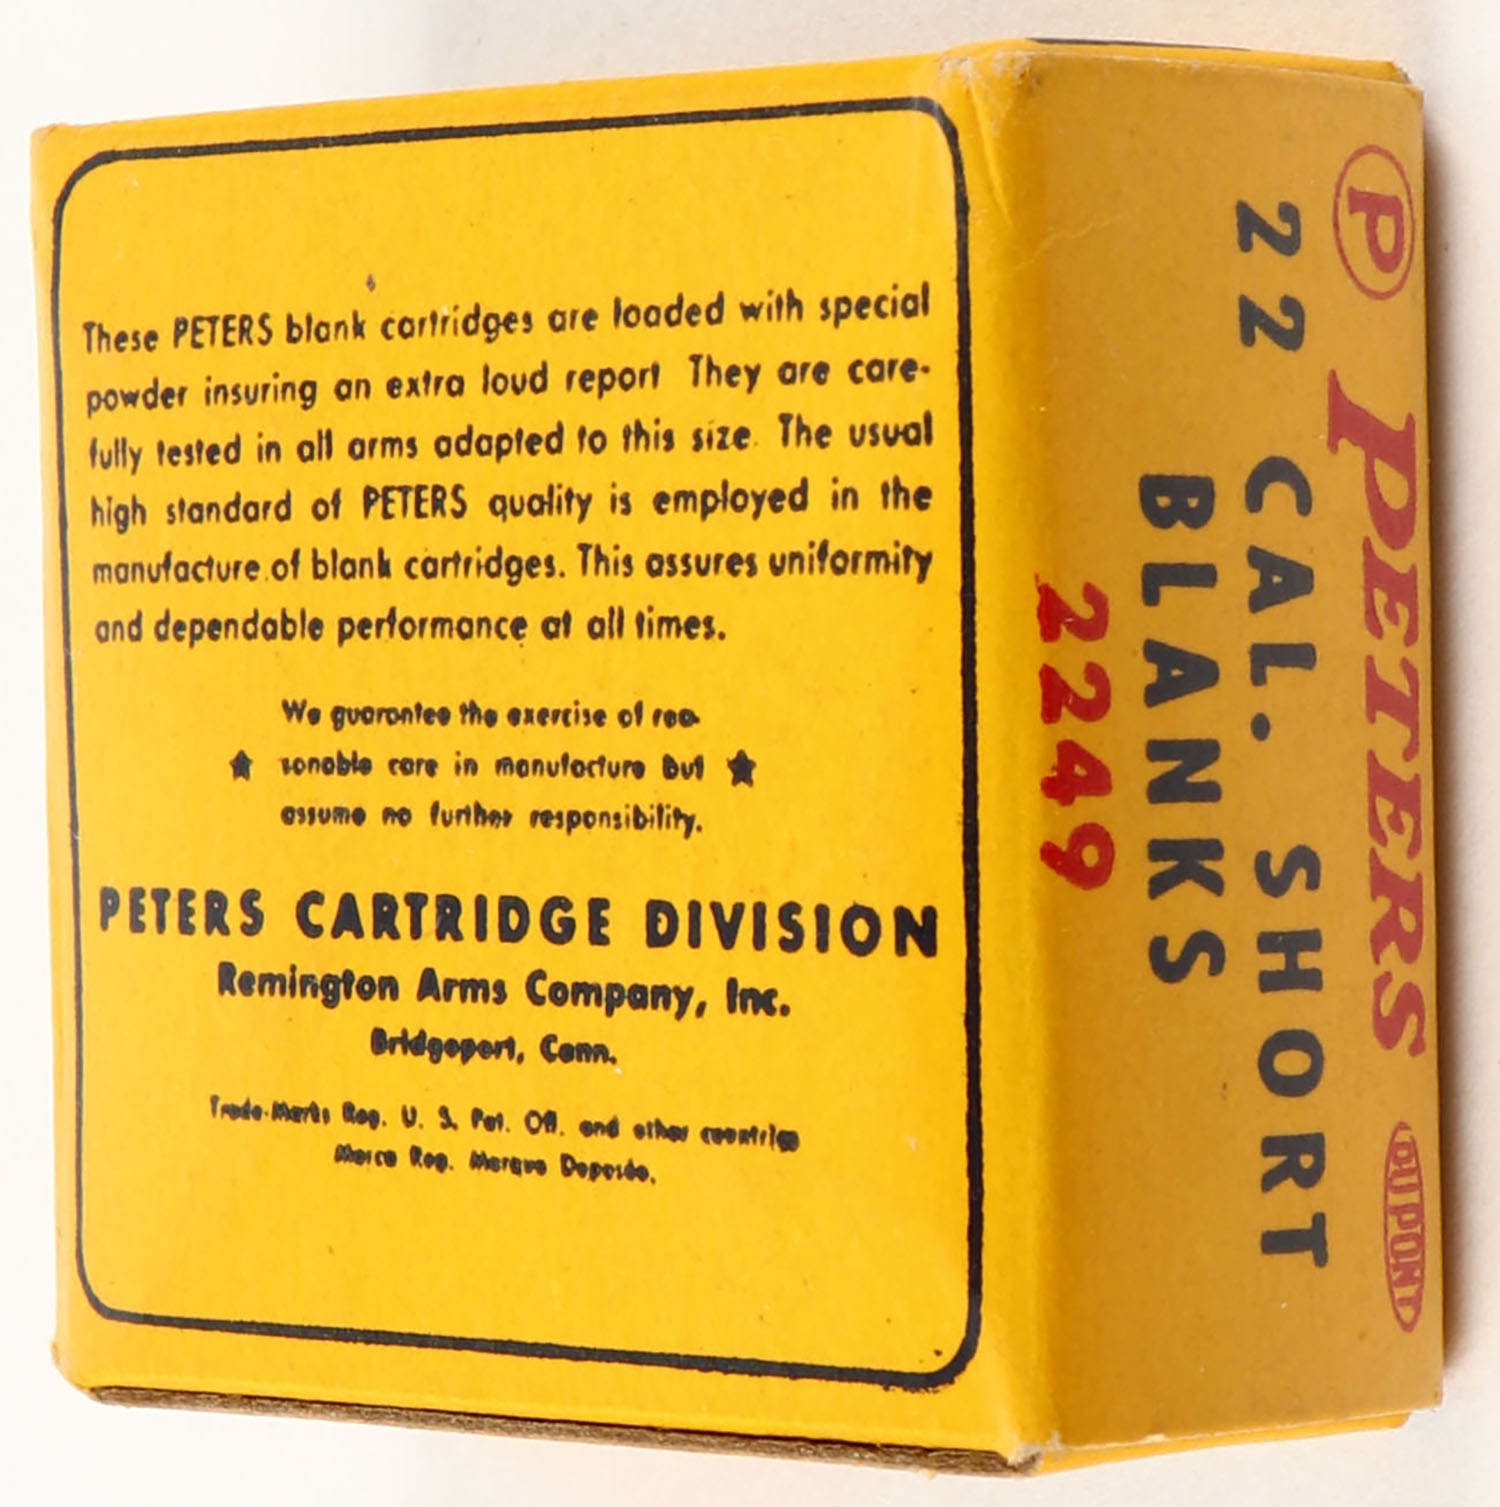 These PETERS blank cartridges are loaded with special
powder insuring an extra loud report They are care-
fully tested in all arms adapted to this size. The usual
high standard of PETERS quality is employed in the
manufacture of blank cartridges. This assures uniformity
and dependable performance at all times.
We guarantee the exercise of rea-
★ sonable care in manufacture but ★
assume no further responsibility.
PETERS CARTRIDGE DIVISION
Remington Arms Company, Inc.
Bridgeport, Conn.
Trade-Marks Reg. U. S. Pat. Off. and other countries
Marca Reg. Marque Deposée.
P PETERS DUPONT
22 CAL. SHORT
BLANKS
2249